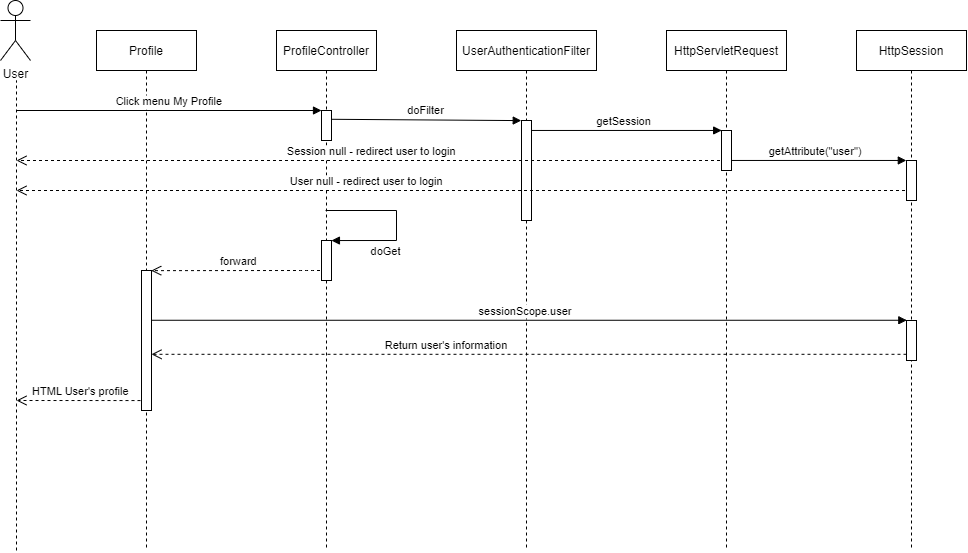 User
Profile
ProfileController
UserAuthenticationFilter
HttpServletRequest
HttpSession
Click menu My Profile
doFilter
getSession
Session null - redirect user to login
getAttribute("user")
User null - redirect user to login
doGet
forward
sessionScope.user
Return user's information
HTML User's profile